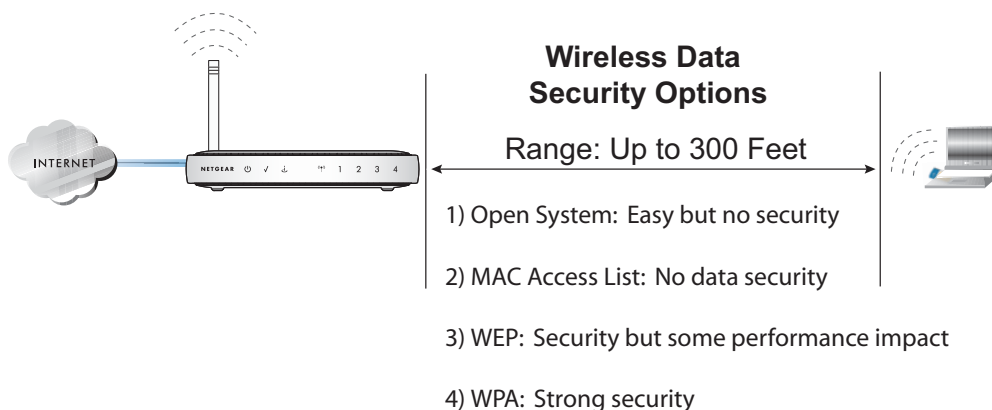 Wireless Data
Security Options
INTERNET
Range: Up to 300 Feet
NETGEAR 1 2 3 4
1) Open System: Easy but no security
2) MAC Access List: No data security
3) WEP: Security but some performance impact
4) WPA: Strong security